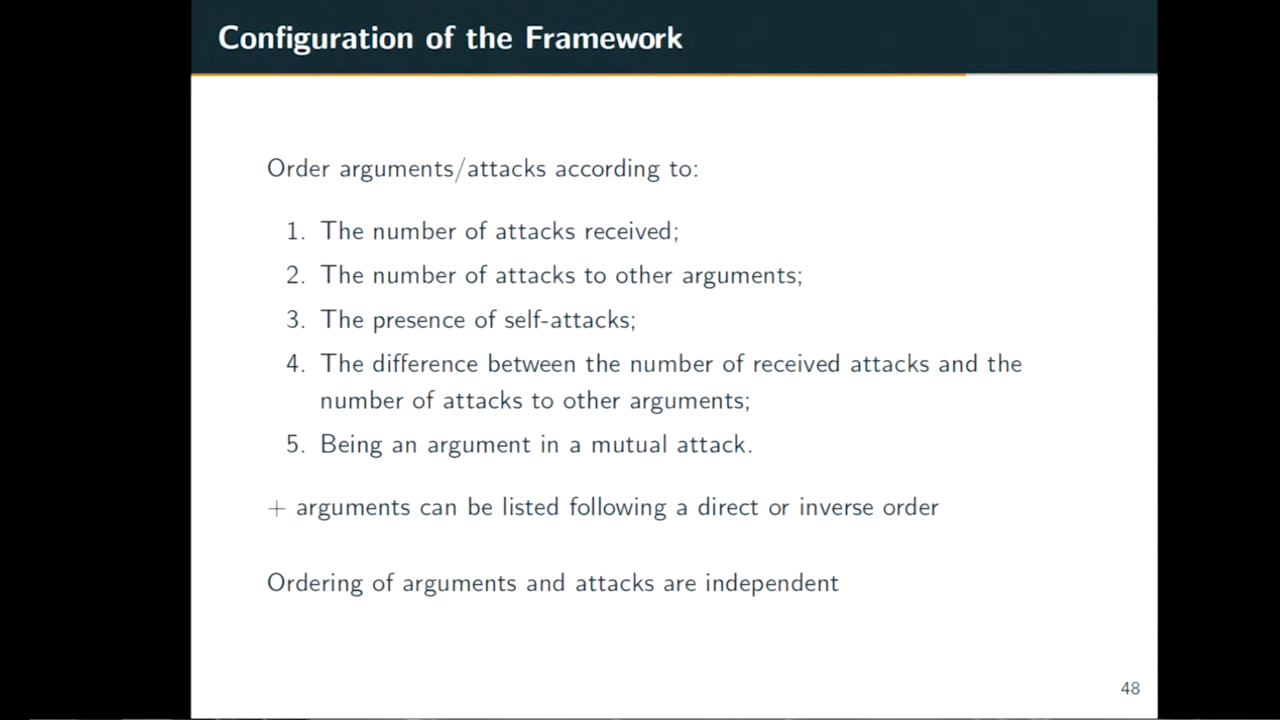 Configuration of the Framework
Order arguments/attacks according to:
1. The number of attacks received;
2. The number of attacks to other arguments;
3. The presence of self-attacks;
4. The difference between the number of received attacks and the
number of attacks to other arguments;
5. Being an argument in a mutual attack.
+ arguments can be listed following a direct or inverse order
Ordering of arguments and attacks are independent
48